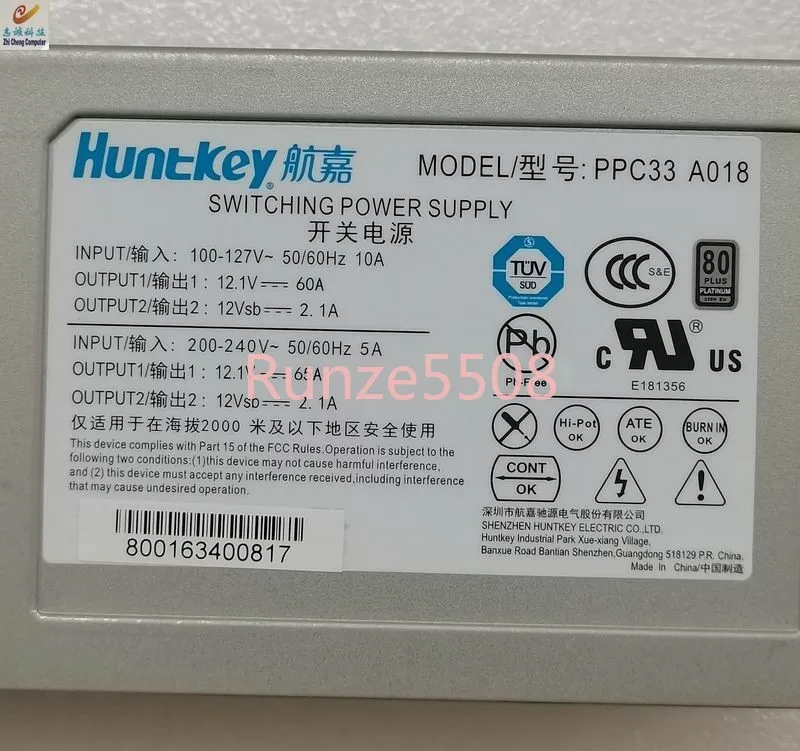 志诚科技
Zhi Cheng Computer
Huntkey® 航嘉
MODEL/型号: PPC33 A018
SWITCHING POWER SUPPLY
开关电源
INPUT/输入: 100-127V~ 50/60Hz 10A
OUTPUT1/输出1: 12.1V⎓ 60A
OUTPUT2/输出2: 12Vsb⎓ 2.1A
INPUT/输入: 200-240V~ 50/60Hz 5A
OUTPUT1/输出1: 12.1V⎓ 65A
OUTPUT2/输出2: 12Vsb⎓ 2.1A
仅适用于在海拔2000 米及以下地区安全使用
This device complies with Part 15 of the FCC Rules.Operation is subject to the
following two conditions:(1)this device may not cause harmful interference,
and (2) this device must accept any interference received,including interference
that may cause undesired operation.
800163400817
TÜV
SÜD
CCC S&E
80
PLUS
PLATINUM
Pb
Pb-Free
c RU ® US
E181356
Hi-Pot
OK
ATE
OK
BURN IN
OK
CONT
OK
深圳市航嘉驰源电气股份有限公司
SHENZHEN HUNTKEY ELECTRIC CO.,LTD.
Huntkey Industrial Park Xue-xiang Village,
Banxue Road Bantian Shenzhen,Guangdong 518129 P.R. China.
Made In China/中国制造
Runze5508